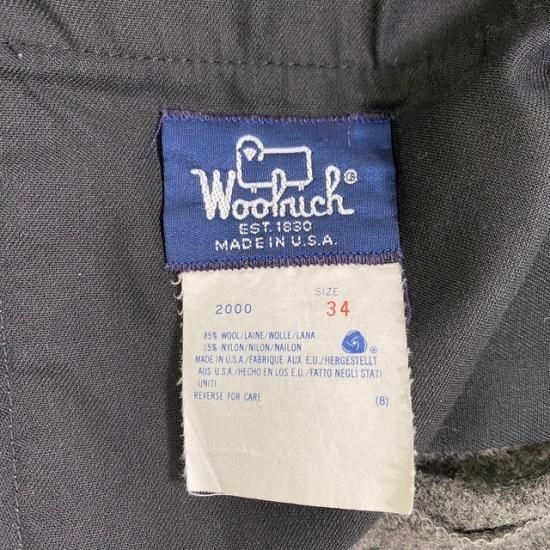 Woolrich®
EST. 1830
MADE IN U.S.A.
SIZE
2000 34
85% WOOL/LAINE/WOLLE/LANA
15% NYLON/NILON/NAILON
MADE IN U.S.A./FABRIQUE AUX E.U./HERGESTELLT
AUS U.S.A./HECHO EN LOS E.U./FATTO NEGLI STATI
UNITI
REVERSE FOR CARE (8)